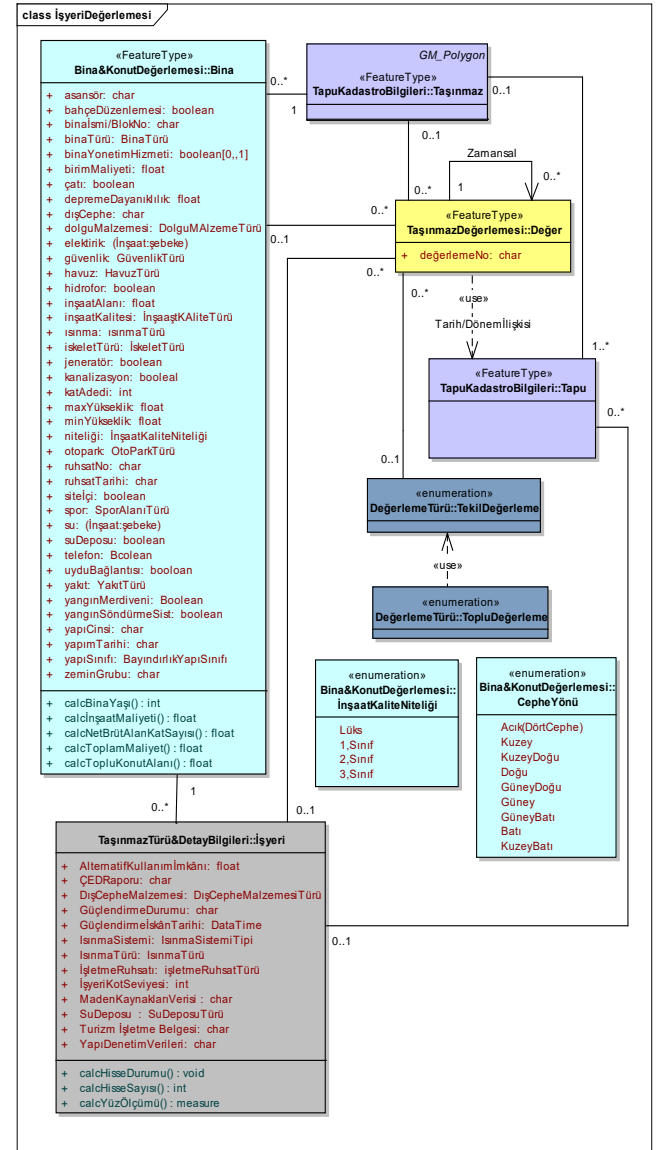 class İşyeriDeğerlemesi
«FeatureType»
Bina&KonutDeğerlemesi::Bina
+ asansör: char
+ bahçeDüzenlemesi: boolean
+ binaİsmi/BlokNo: char
+ binaTürü: BinaTürü
+ binaYonetimHizmeti: boolean[0,,1]
+ birimMaliyeti: float
+ çatı: boolean
+ depremeDayanıklılık: float
+ dışCephe: char
+ dolguMalzemesi: DolguMAlzemeTürü
+ elektirik: (İnşaat:şebeke)
+ güvenlik: GüvenlikTürü
+ havuz: HavuzTürü
+ hidrofor: boolean
+ inşaatAlanı: float
+ inşaatKalitesi: İnşaaştKAliteTürü
+ ısınma: ısınmaTürü
+ iskeletTürü: İskeletTürü
+ jeneratör: boolean
+ kanalizasyon: booleal
+ katAdedi: int
+ maxYükseklik: float
+ minYükseklik: float
+ niteliği: İnşaatKaliteNiteliği
+ otopark: OtoParkTürü
+ ruhsatNo: char
+ ruhsatTarihi: char
+ siteİçi: boolean
+ spor: SporAlanıTürü
+ su: (İnşaat:şebeke)
+ suDeposu: boolean
+ telefon: Bcolean
+ uyduBağlantısı: booloan
+ yakıt: YakıtTürü
+ yangınMerdiveni: Boolean
+ yangınSöndürmeSist: boolean
+ yapıCinsi: char
+ yapımTarihi: char
+ yapıSınıfı: BayındırlıkYapıSınıfı
+ zeminGrubu: char
+ calcBinaYaşı(): int
+ calcİnşaatMaliyeti(): float
+ calcNetBrütAlanKatSayısı(): float
+ calcToplamMaliyet(): float
+ calcTopluKonutAlanı(): float
0..*
1
GM_Polygon
«FeatureType»
TapuKadastroBilgileri::Taşınmaz
0..1
0..1
Zamansal
0..*
1
0..*
0..*
0..1
«FeatureType»
TaşınmazDeğerlemesi::Değer
+ değerlemeNo: char
0..*
0..*
«use»
Tarih/Dönemİlişkisi
1..*
«FeatureType»
TapuKadastroBilgileri::Tapu
0..*
0..1
«enumeration»
DeğerlemeTürü::TekilDeğerleme
«use»
«enumeration»
DeğerlemeTürü::TopluDeğerleme
«enumeration»
Bina&KonutDeğerlemesi::
İnşaatKaliteNiteliği
Lüks
1,Sınıf
2,Sınıf
3,Sınıf
«enumeration»
Bina&KonutDeğerlemesi::
CepheYönü
Acık(DörtCephe)
Kuzey
KuzeyDoğu
Doğu
GüneyDoğu
Güney
GüneyBatı
Batı
KuzeyBatı
1
0..*
0..1
TaşınmazTürü&DetayBilgileri::İşyeri
+ AlternatifKullanımİmkânı: float
+ ÇEDRaporu: char
+ DışCepheMalzemesi: DışCepheMalzemesiTürü
+ GüçlendirmeDurumu: char
+ GüçlendirmeİskânTarihi: DataTime
+ IsınmaSistemi: IsınmaSistemiTipi
+ IsınmaTürü: IsınmaTürü
+ İşletmeRuhsatı: işletmeRuhsatTürü
+ İşyeriKotSeviyesi: int
+ MadenKaynaklarıVerisi : char
+ SuDeposu : SuDeposuTürü
+ Turizm İşletme Belgesi: char
+ YapıDenetimVerileri: char
+ calcHisseDurumu() : void
+ calcHisseSayısı() : int
+ calcYüzÖlçümü() : measure
0..1